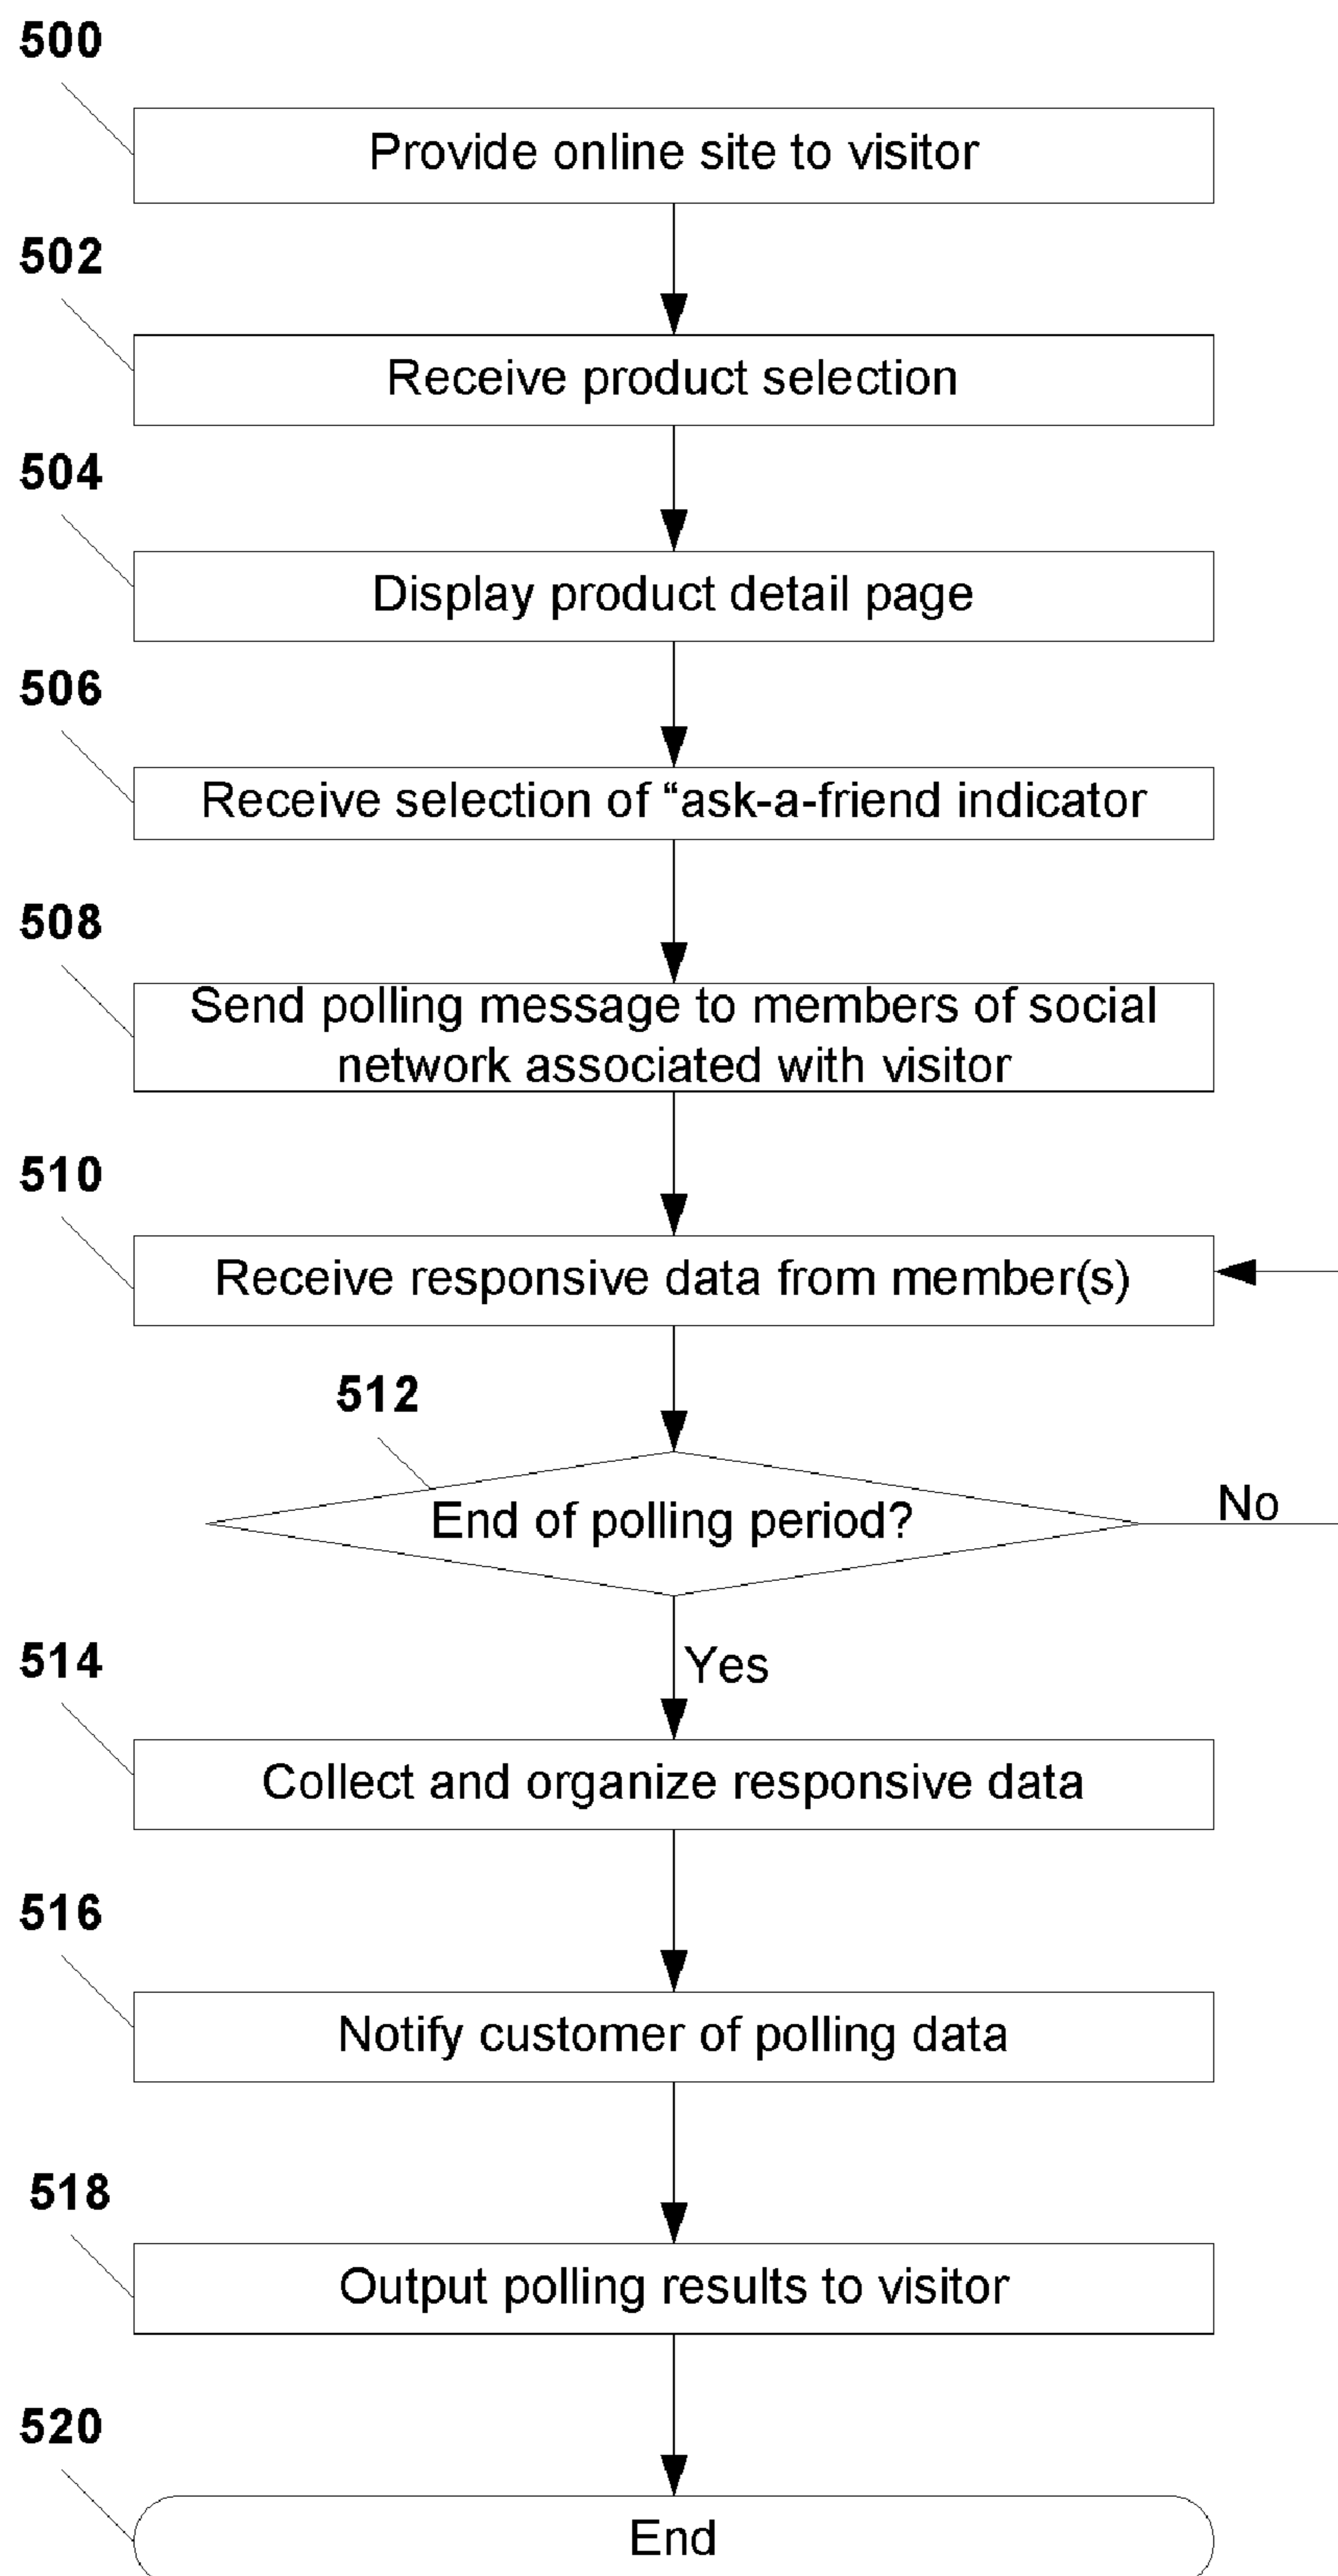 500
Provide online site to visitor
502
Receive product selection
504
Display product detail page
506
Receive selection of “ask-a-friend indicator
508
Send polling message to members of social
network associated with visitor
510
Receive responsive data from member(s)
512
End of polling period?
No
Yes
514
Collect and organize responsive data
516
Notify customer of polling data
518
Output polling results to visitor
520
End